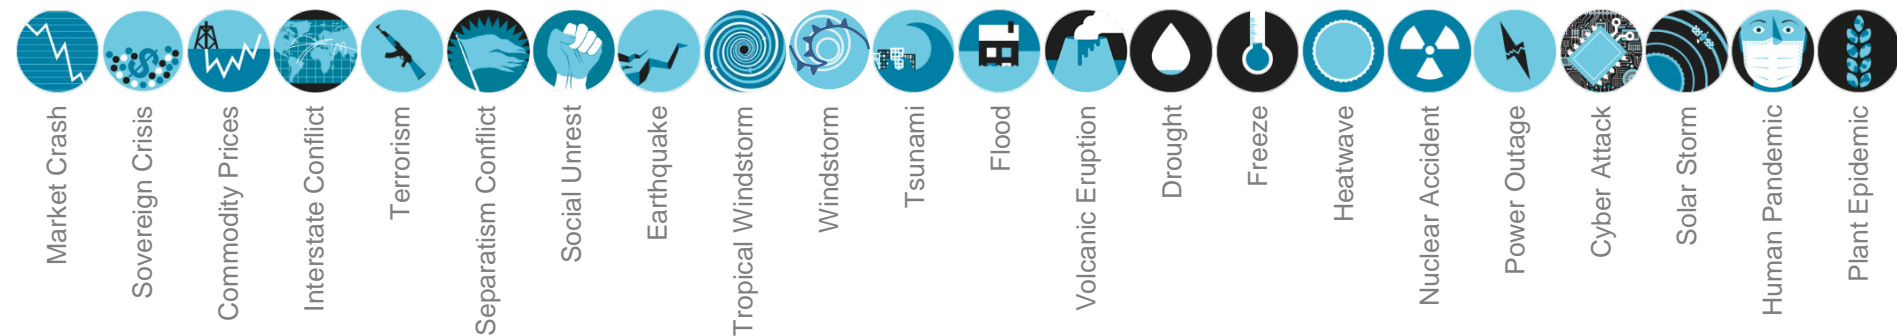 Market Crash
Sovereign Crisis
Commodity Prices
Interstate Conflict
Terrorism
Separatism Conflict
Social Unrest
Earthquake
Tropical Windstorm
Windstorm
Tsunami
Flood
Volcanic Eruption
Drought
Freeze
Heatwave
Nuclear Accident
Power Outage
Cyber Attack
Solar Storm
Human Pandemic
Plant Epidemic